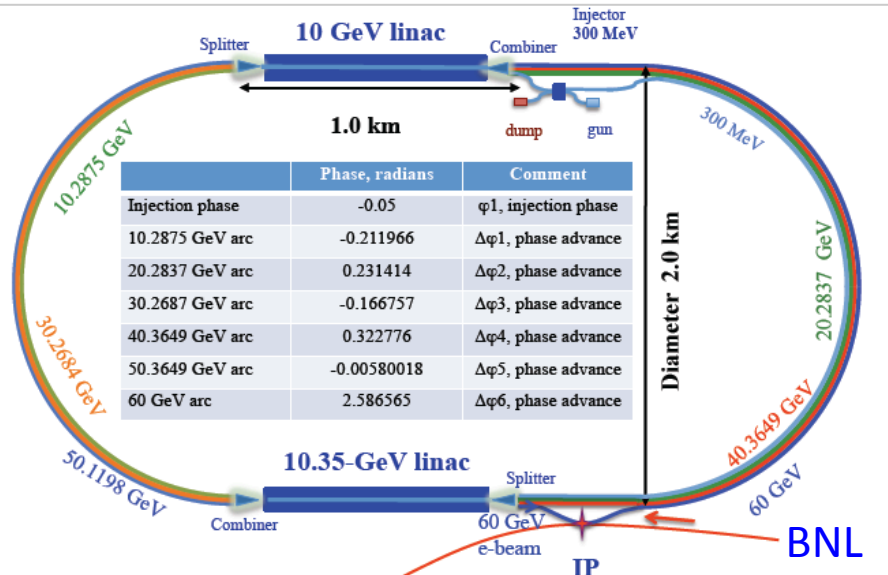 Injector
300 MeV
10 GeV linac
Splitter
Combiner
1.0 km
dump
gun
300 MeV
10.2875 GeV
Phase, radians Comment
Injection phase -0.05 φ1, injection phase
10.2875 GeV arc -0.211966 Δφ1, phase advance
20.2837 GeV arc 0.231414 Δφ2, phase advance
30.2687 GeV arc -0.166757 Δφ3, phase advance
40.3649 GeV arc 0.322776 Δφ4, phase advance
50.3649 GeV arc -0.00580018 Δφ5, phase advance
60 GeV arc 2.586565 Δφ6, phase advance
Diameter 2.0 km
20.2837 GeV
30.2684 GeV
40.3649 GeV
50.1198 GeV
60 GeV
10.35-GeV linac
Splitter
Combiner
60 GeV
e-beam
IP
BNL